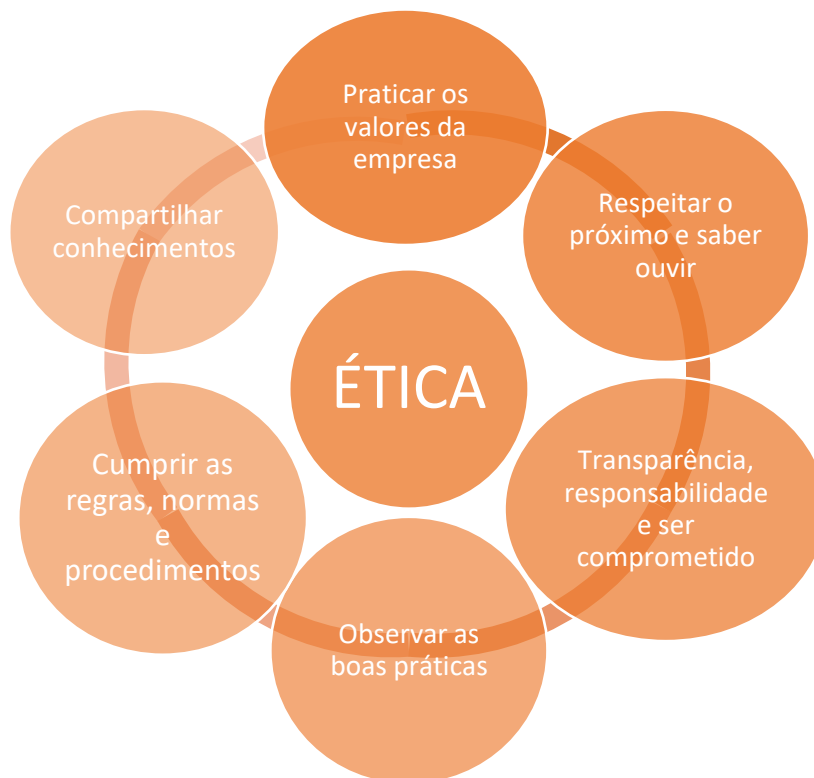 Praticar os
valores da
empresa
Respeitar o
próximo e saber
ouvir
Transparência,
responsabilidade
e ser
comprometido
Observar as
boas práticas
Cumprir as
regras, normas
e
procedimentos
Compartilhar
conhecimentos
ÉTICA